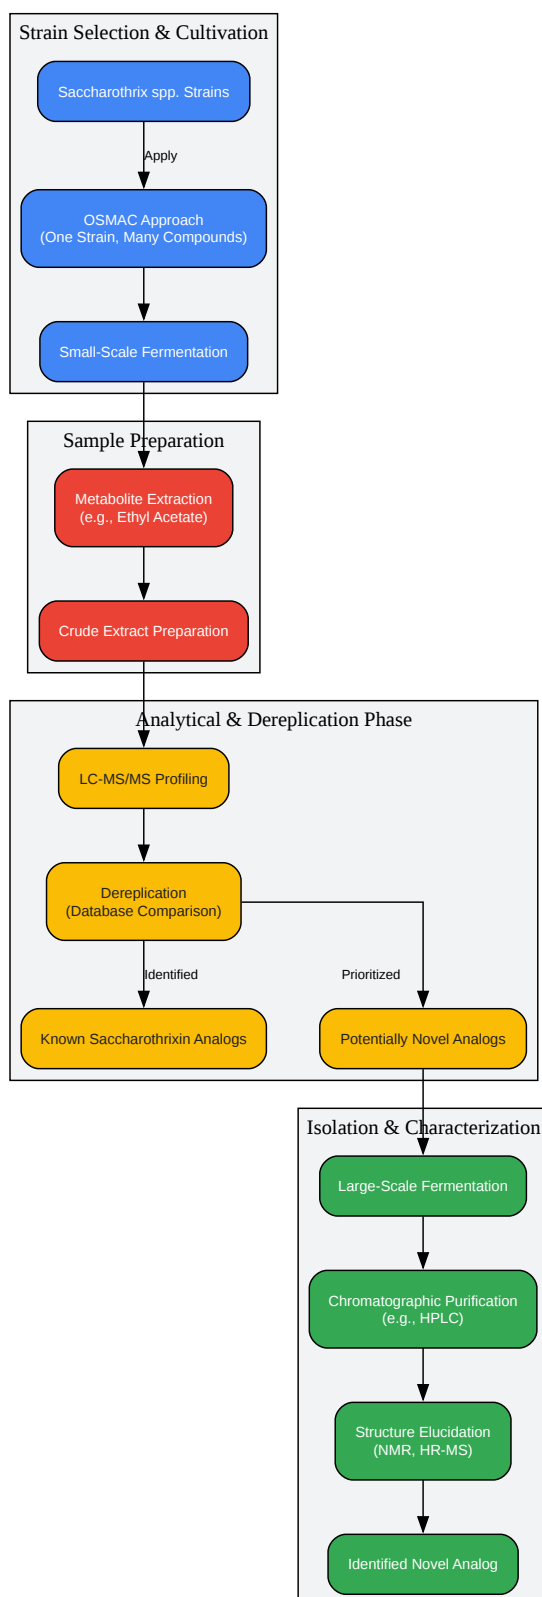 Strain Selection & Cultivation
Saccharothrix spp. Strains
Apply
OSMAC Approach
(One Strain, Many Compounds)
Small-Scale Fermentation
Sample Preparation
Metabolite Extraction
(e.g., Ethyl Acetate)
Crude Extract Preparation
Analytical & Dereplication Phase
LC-MS/MS Profiling
Dereplication
(Database Comparison)
Identified
Prioritized
Known Saccharothrixin Analogs
Potentially Novel Analogs
Isolation & Characterization
Large-Scale Fermentation
Chromatographic Purification
(e.g., HPLC)
Structure Elucidation
(NMR, HR-MS)
Identified Novel Analog